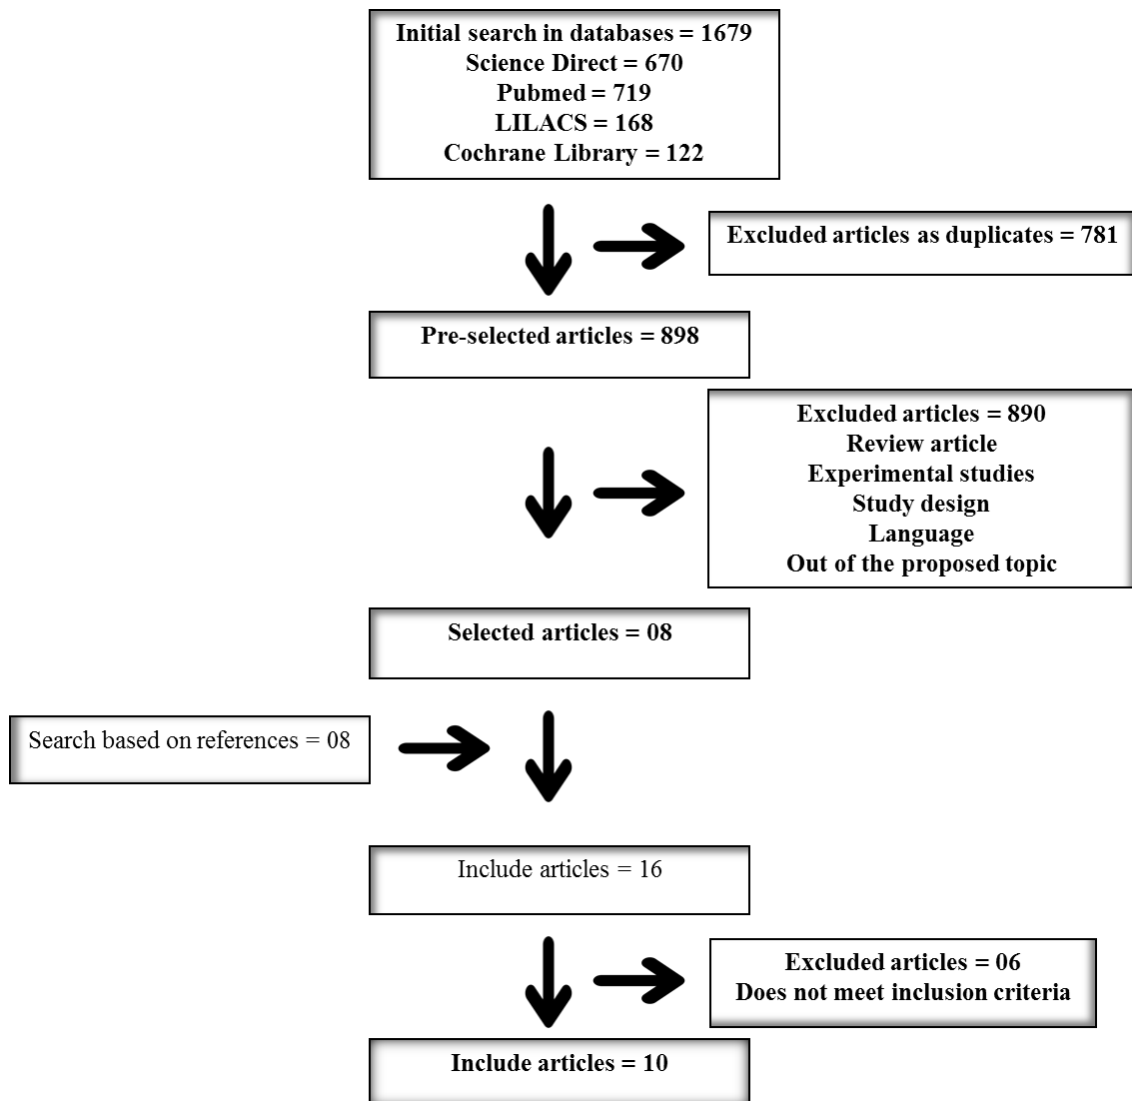 Initial search in databases = 1679
Science Direct = 670
Pubmed = 719
LILACS = 168
Cochrane Library = 122
Excluded articles as duplicates = 781
Pre-selected articles = 898
Excluded articles = 890
Review article
Experimental studies
Study design
Language
Out of the proposed topic
Selected articles = 08
Search based on references = 08
Include articles = 16
Excluded articles = 06
Does not meet inclusion criteria
Include articles = 10